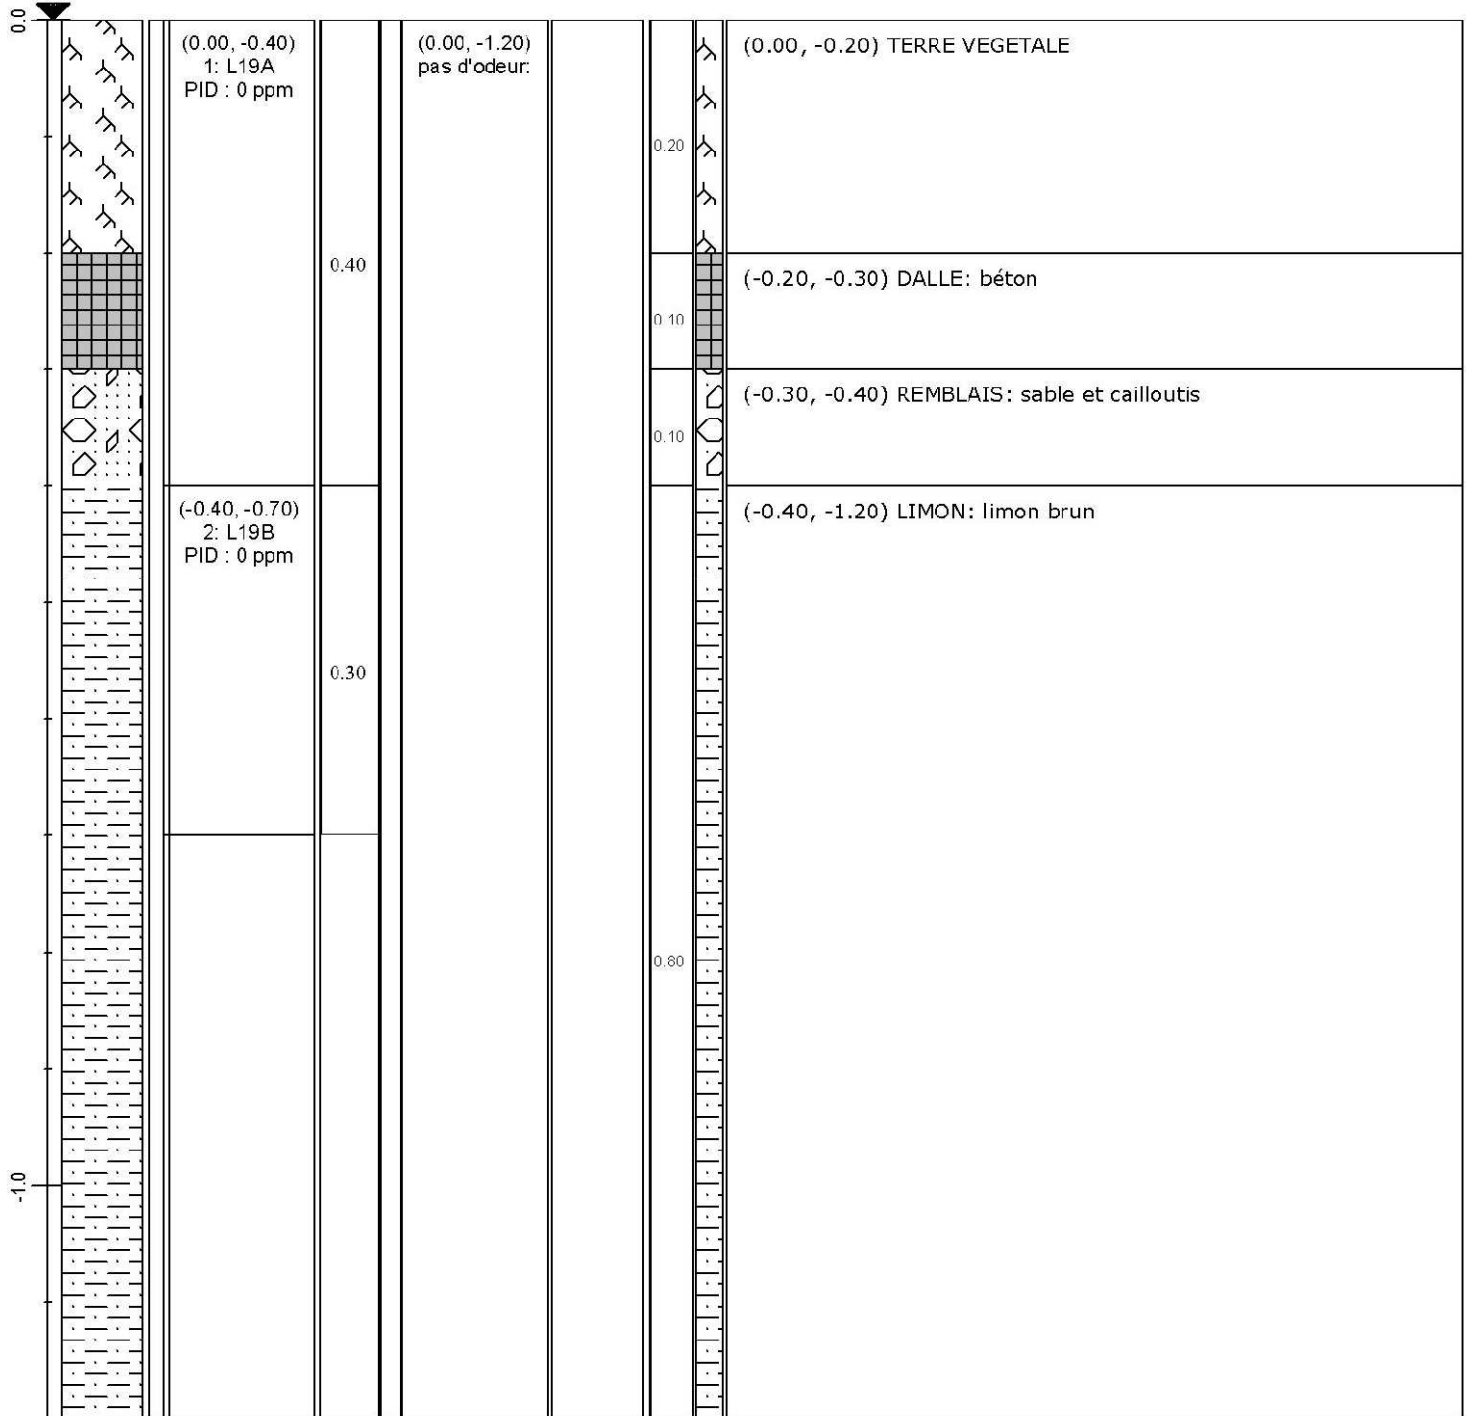 0.0
(0.00, -0.40)
1: L19A
PID : 0 ppm
(0.00, -1.20)
pas d'odeur:
(0.00, -0.20) TERRE VEGETALE
0.20
0.40
(-0.20, -0.30) DALLE: béton
0.10
(-0.30, -0.40) REMBLAIS: sable et cailloutis
0.10
(-0.40, -0.70)
2: L19B
PID : 0 ppm
(-0.40, -1.20) LIMON: limon brun
0.30
0.80
-1.0